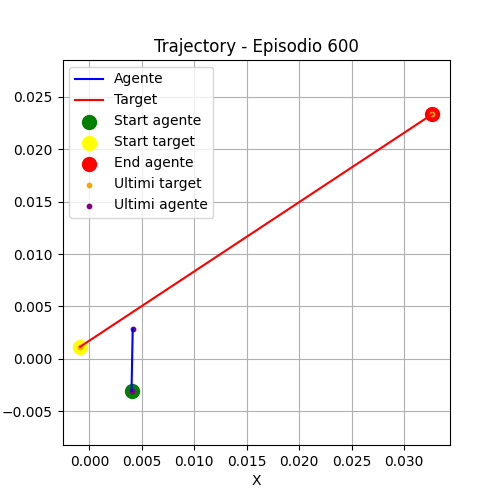 Trajectory - Episodio 600
Agente
Target
Start agente
Start target
End agente
Ultimi target
Ultimi agente
0.025
0.020
0.015
0.010
0.005
0.000
−0.005
0.000 0.005 0.010 0.015 0.020 0.025 0.030
X